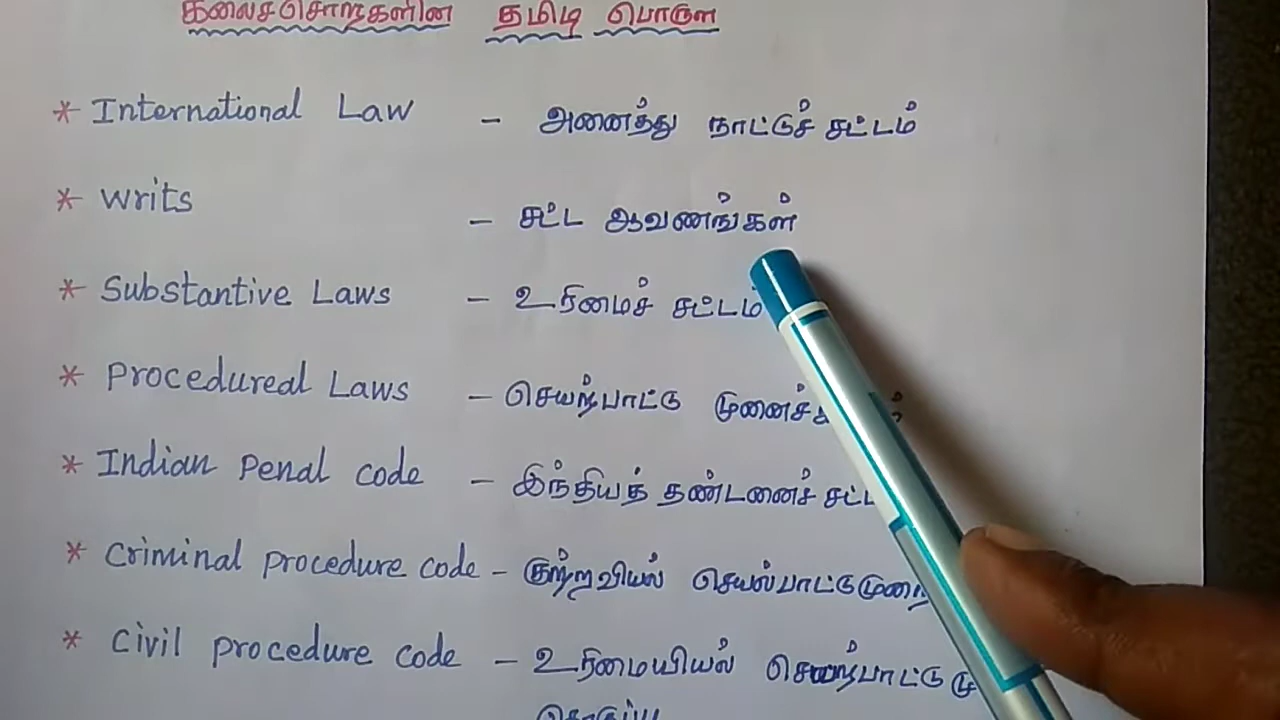 கலைச்சொற்களின் தமிழ் பொருள்
* International Law - அனைத்து நாட்டுச் சட்டம்
* Writs - சட்ட ஆவணங்கள்
* Substantive Laws - உரிமைச் சட்டம்
* Procedureal Laws - செயற்பாட்டு
* Indian Penal Code - இந்தியத் தண்டனைச்
* Criminal procedure code - குற்றவியல்
* Civil procedure code - உரிமையியல் செயற்பாட்டு